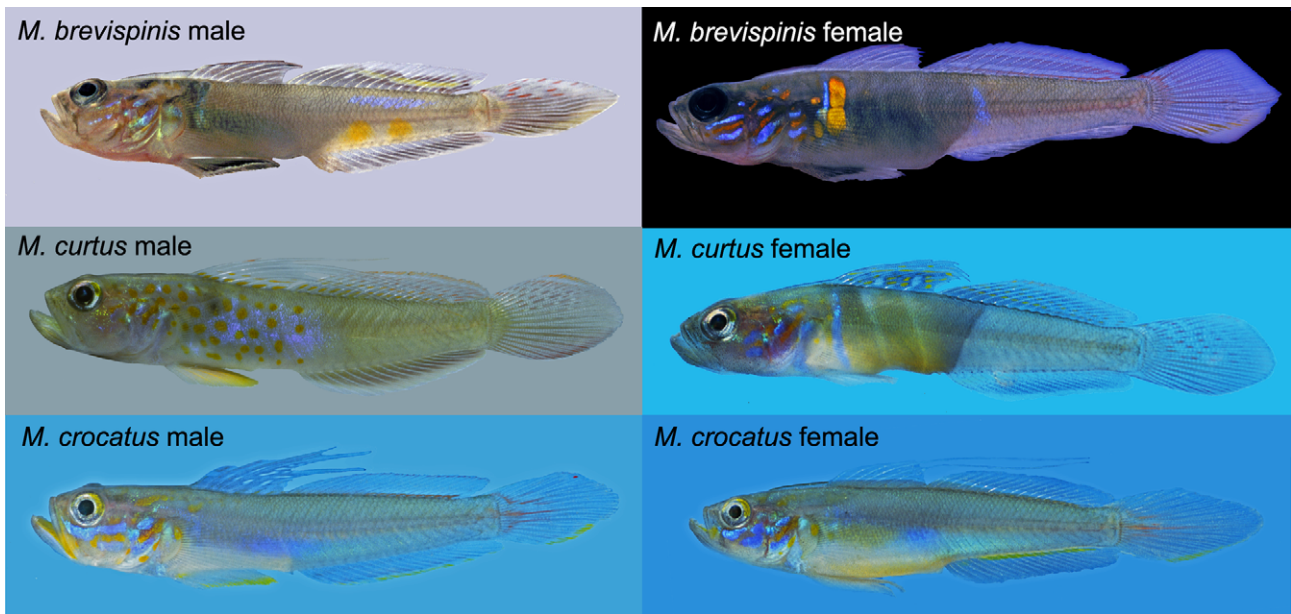 M. brevispinis male
M. brevispinis female
M. curtus male
M. curtus female
M. crocatus male
M. crocatus female